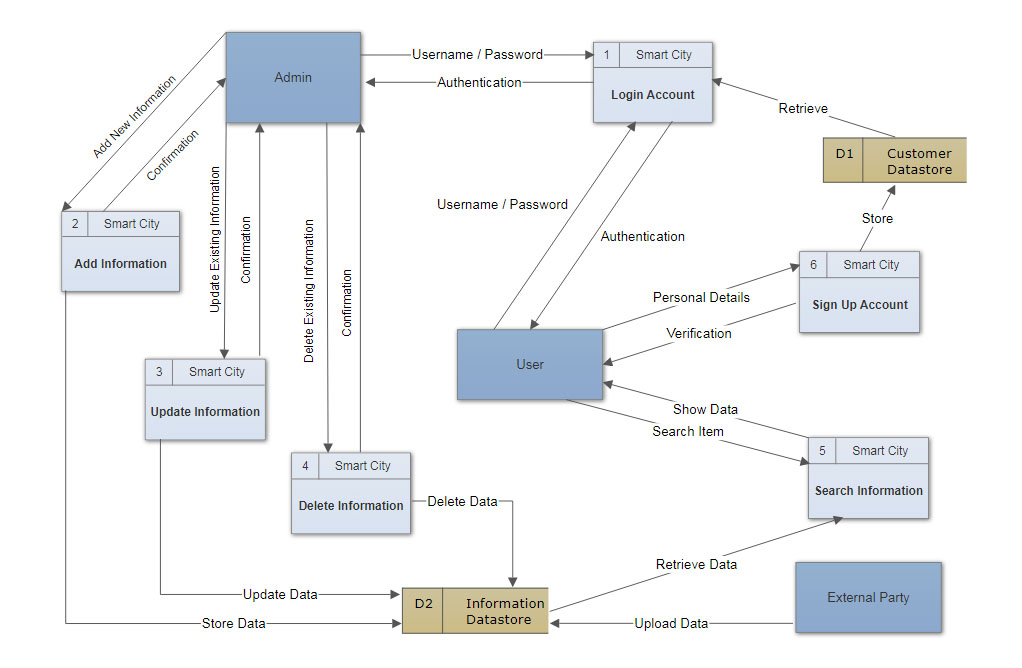 Admin
Username / Password
1 Smart City
Login Account
Authentication
Retrieve
D1 Customer
Datastore
Add New Information
Confirmation
Store
2 Smart City
Add Information
Update Existing Information
Confirmation
Delete Existing Information
Confirmation
Username / Password
Authentication
6 Smart City
Sign Up Account
Personal Details
Verification
User
3 Smart City
Update Information
Show Data
Search Item
4 Smart City
Delete Information
5 Smart City
Search Information
Delete Data
Retrieve Data
Update Data
D2 Information
Datastore
External Party
Store Data
Upload Data